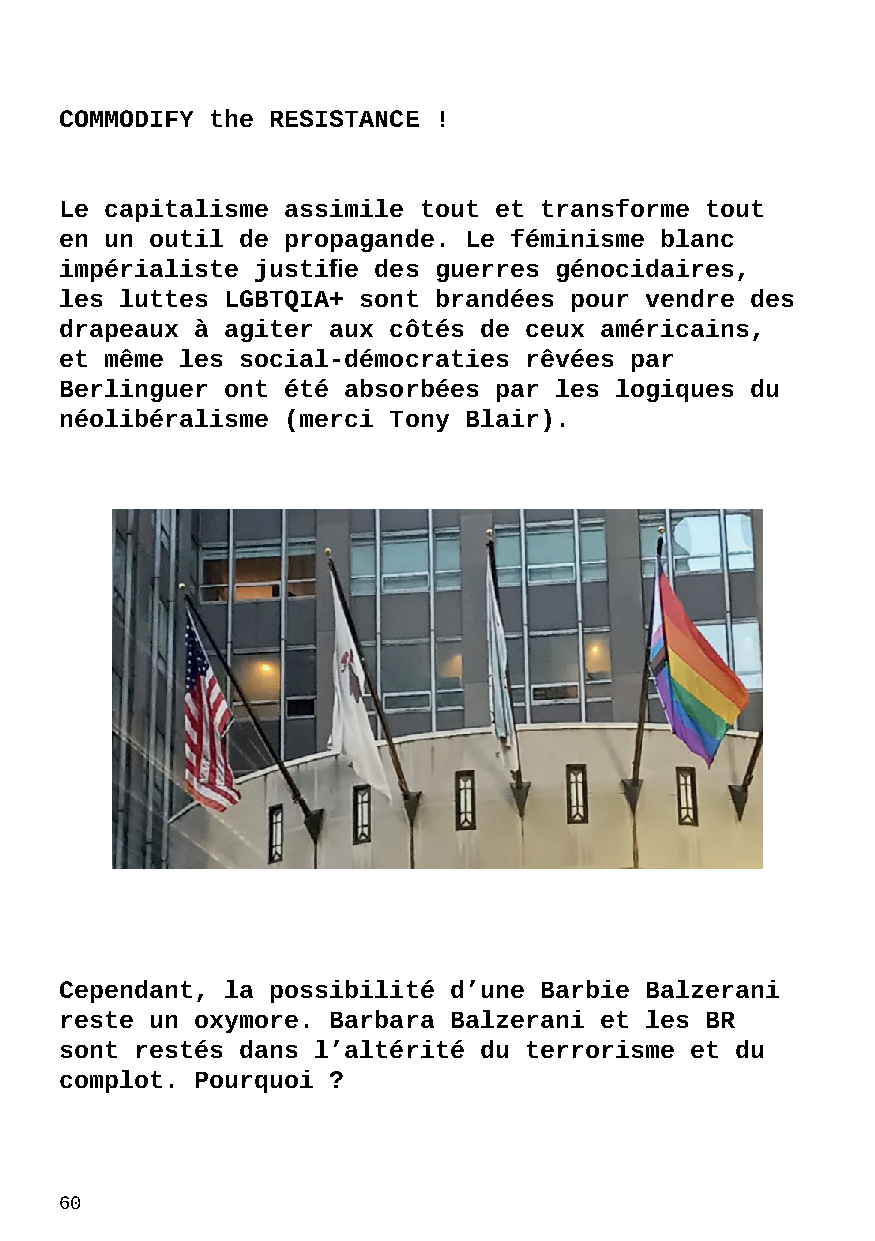 COMMODIFY the RESISTANCE !
Le capitalisme assimile tout et transforme tout
en un outil de propagande. Le féminisme blanc
impérialiste justifie des guerres génocidaires,
les luttes LGBTQIA+ sont brandées pour vendre des
drapeaux à agiter aux côtés de ceux américains,
et même les social-démocraties rêvées par
Berlinguer ont été absorbées par les logiques du
néolibéralisme (merci Tony Blair).
Cependant, la possibilité d’une Barbie Balzerani
reste un oxymore. Barbara Balzerani et les BR
sont restés dans l’altérité du terrorisme et du
complot. Pourquoi ?
60